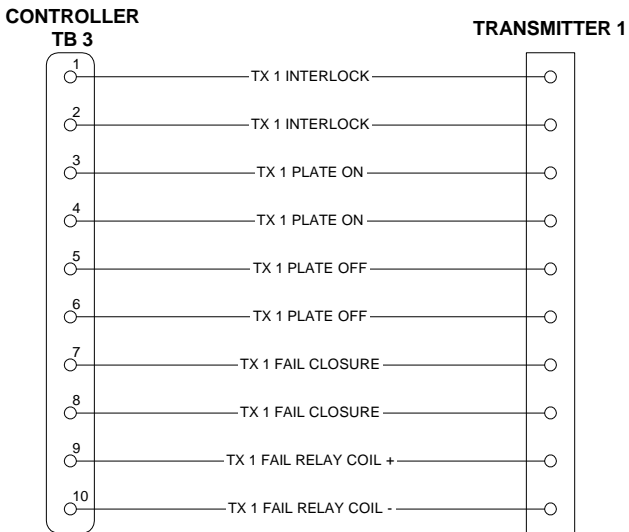 CONTROLLER
TB 3
TRANSMITTER 1
1 TX 1 INTERLOCK
2 TX 1 INTERLOCK
3 TX 1 PLATE ON
4 TX 1 PLATE ON
5 TX 1 PLATE OFF
6 TX 1 PLATE OFF
7 TX 1 FAIL CLOSURE
8 TX 1 FAIL CLOSURE
9 TX 1 FAIL RELAY COIL +
10 TX 1 FAIL RELAY COIL -